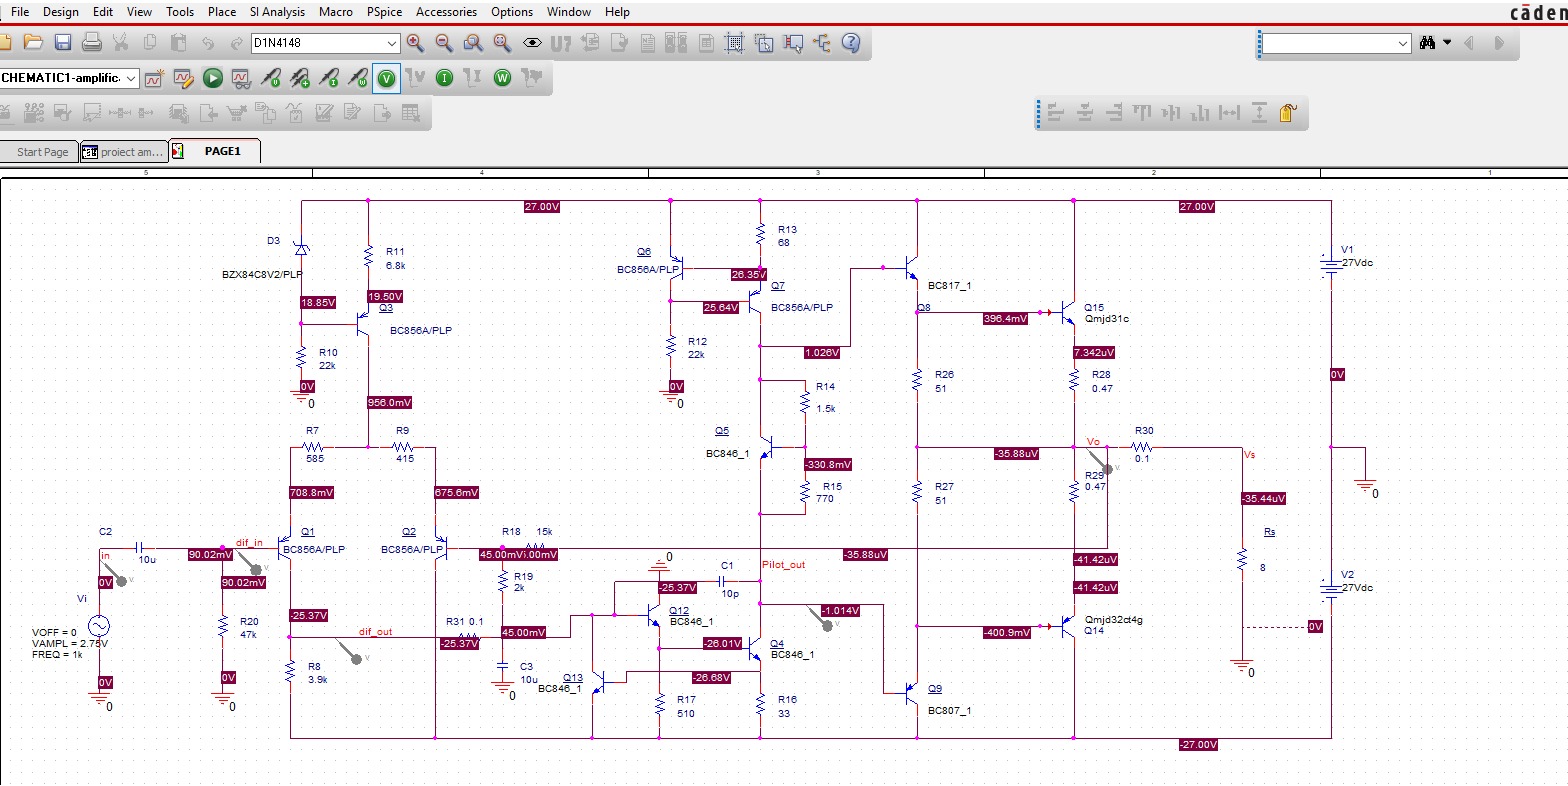 File Design Edit View Tools Place SI Analysis Macro PSpice Accessories Options Window Help
cāden
D1N4148
CHEMATIC1-amplific
Start Page
proiect am...
PAGE1
5 4 3 2 1
27.00V
27.00V
D3
BZX84C8V2/PLP
R11
6.8k
18.85V
19.50V
Q3
BC856A/PLP
R10
22k
0V
0
956.0mV
Q6
BC856A/PLP
R13
68
26.35V
Q7
BC856A/PLP
25.64V
R12
22k
0V
0
1.026V
BC817_1
Q8
396.4mV
Q15
Qmjd31c
7.342uV
R28
0.47
R26
51
V1
27Vdc
0V
R14
1.5k
Q5
BC846_1
-330.8mV
R15
770
R7
585
R9
415
708.8mV
675.6mV
-35.88uV
Vo
R30
0.1
Vs
R29
0.47
R27
51
-35.44uV
0
C2
10u
in
0V
Vi
VOFF = 0
VAMPL = 2.75V
FREQ = 1k
0V
0
90.02mV
dif_in
90.02mV
R20
47k
0V
0
Q1
BC856A/PLP
Q2
BC856A/PLP
R18 15k
45.00mV
-35.88uV
R19
2k
-25.37V
dif_out
R31 0.1
-25.37V
45.00mV
R8
3.9k
C3
10u
0
0
C1
10p
-25.37V
Pilot_out
Q12
BC846_1
-1.014V
-26.01V
Q4
BC846_1
Q13
BC846_1
-26.68V
R17
510
R16
33
-41.42uV
-41.42uV
Qmjd32ct4g
Q14
-400.9mV
Q9
BC807_1
Rs
8
0
V2
27Vdc
0V
-27.00V